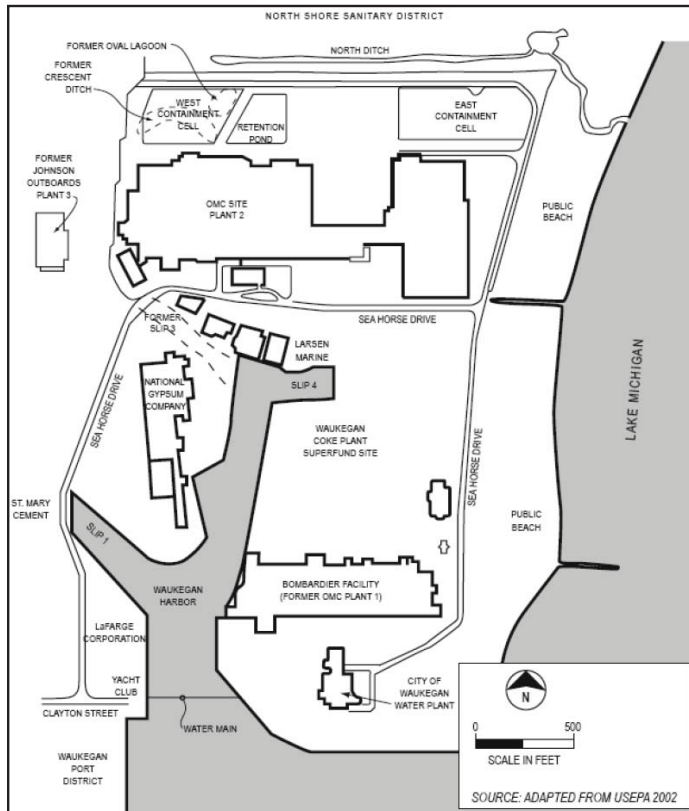 NORTH SHORE SANITARY DISTRICT
FORMER OVAL LAGOON
NORTH DITCH
FORMER
CRESCENT
DITCH
WEST
CONTAINMENT
CELL
RETENTION
POND
EAST
CONTAINMENT
CELL
FORMER
JOHNSON
OUTBOARDS
PLANT 3
OMC SITE
PLANT 2
PUBLIC
BEACH
FORMER
SLIP 3
SEA HORSE DRIVE
LARSEN
MARINE
NATIONAL
GYPSUM
COMPANY
SLIP 4
SEA HORSE DRIVE
LAKE MICHIGAN
WAUKEGAN
COKE PLANT
SUPERFUND SITE
SEA HORSE DRIVE
ST. MARY
CEMENT
SLIP 1
PUBLIC
BEACH
WAUKEGAN
HARBOR
BOMBARDIER FACILITY
(FORMER OMC PLANT 1)
LaFARGE
CORPORATION
YACHT
CLUB
CLAYTON STREET
WATER MAIN
CITY OF
WAUKEGAN
WATER PLANT
WAUKEGAN
PORT
DISTRICT
N
0 500
SCALE IN FEET
SOURCE: ADAPTED FROM USEPA 2002